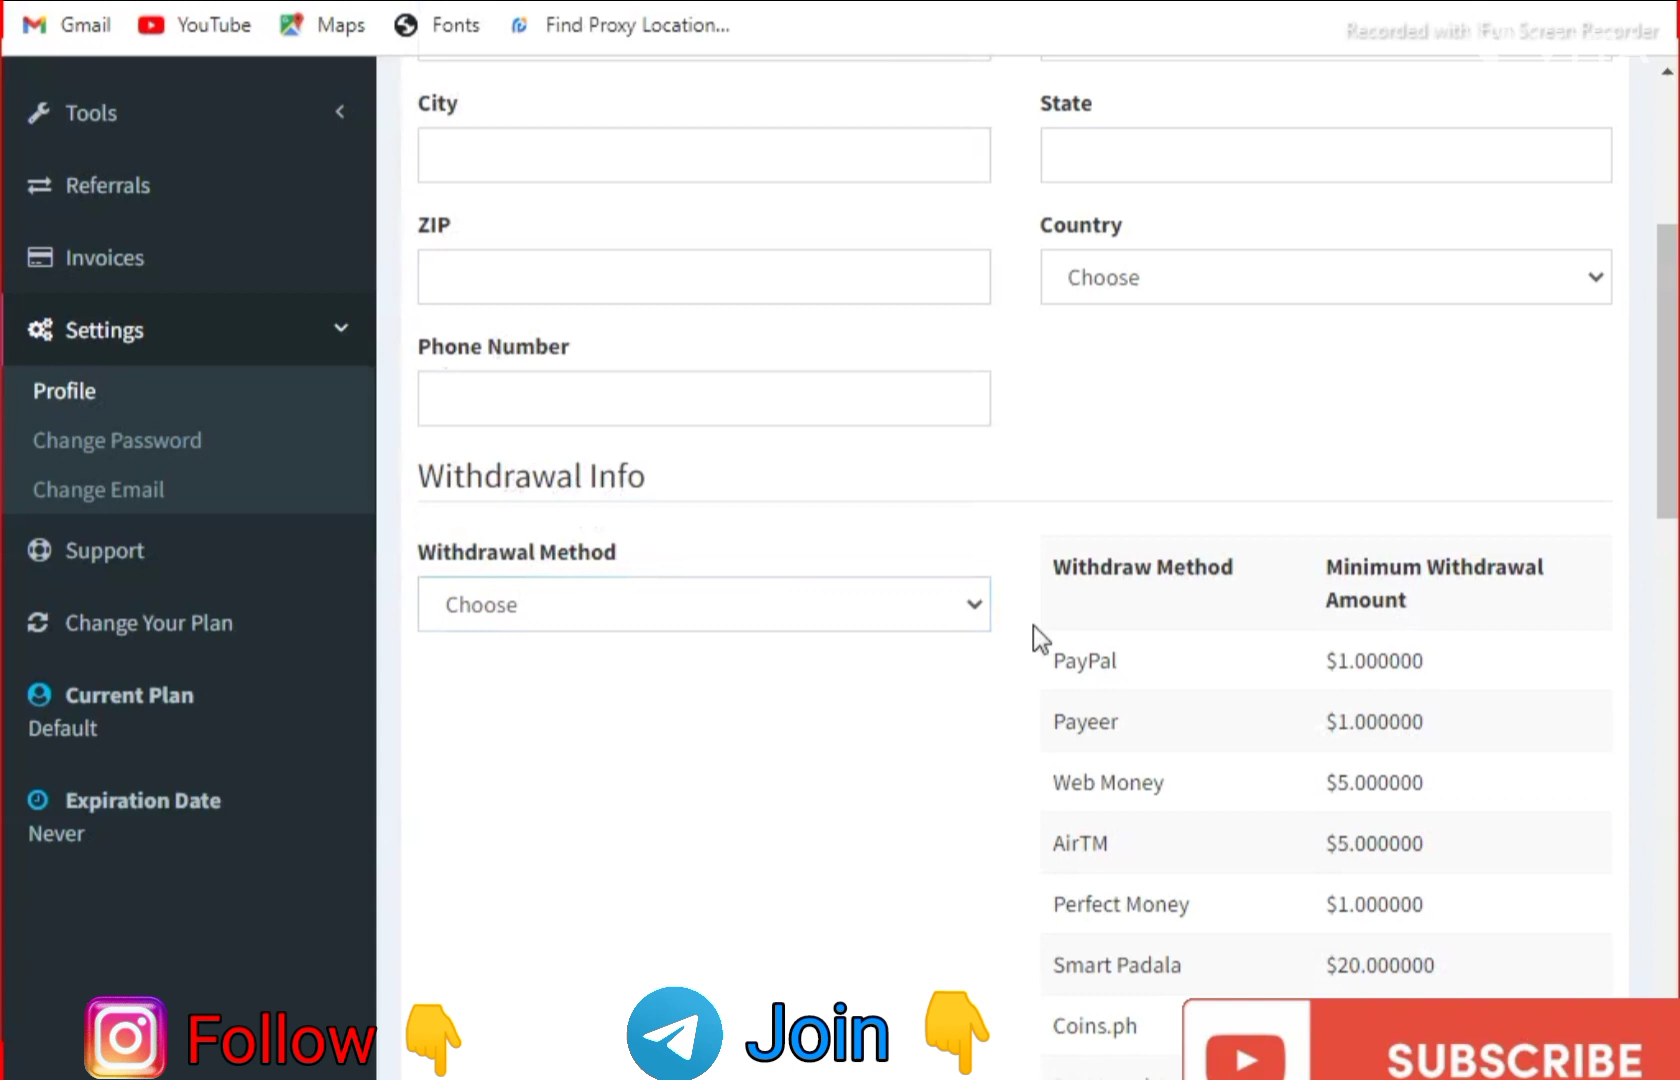 Gmail YouTube Maps Fonts Find Proxy Location...
Recorded with iFun Screen Recorder
Tools
Referrals
Invoices
Settings
Profile
Change Password
Change Email
Support
Change Your Plan
Current Plan
Default
Expiration Date
Never
City State
ZIP Country
Choose
Phone Number
Withdrawal Info
Withdrawal Method
Choose
Withdraw Method Minimum Withdrawal
Amount
PayPal $1.000000
Payeer $1.000000
Web Money $5.000000
AirTM $5.000000
Perfect Money $1.000000
Smart Padala $20.000000
Coins.ph
Follow Join SUBSCRIBE